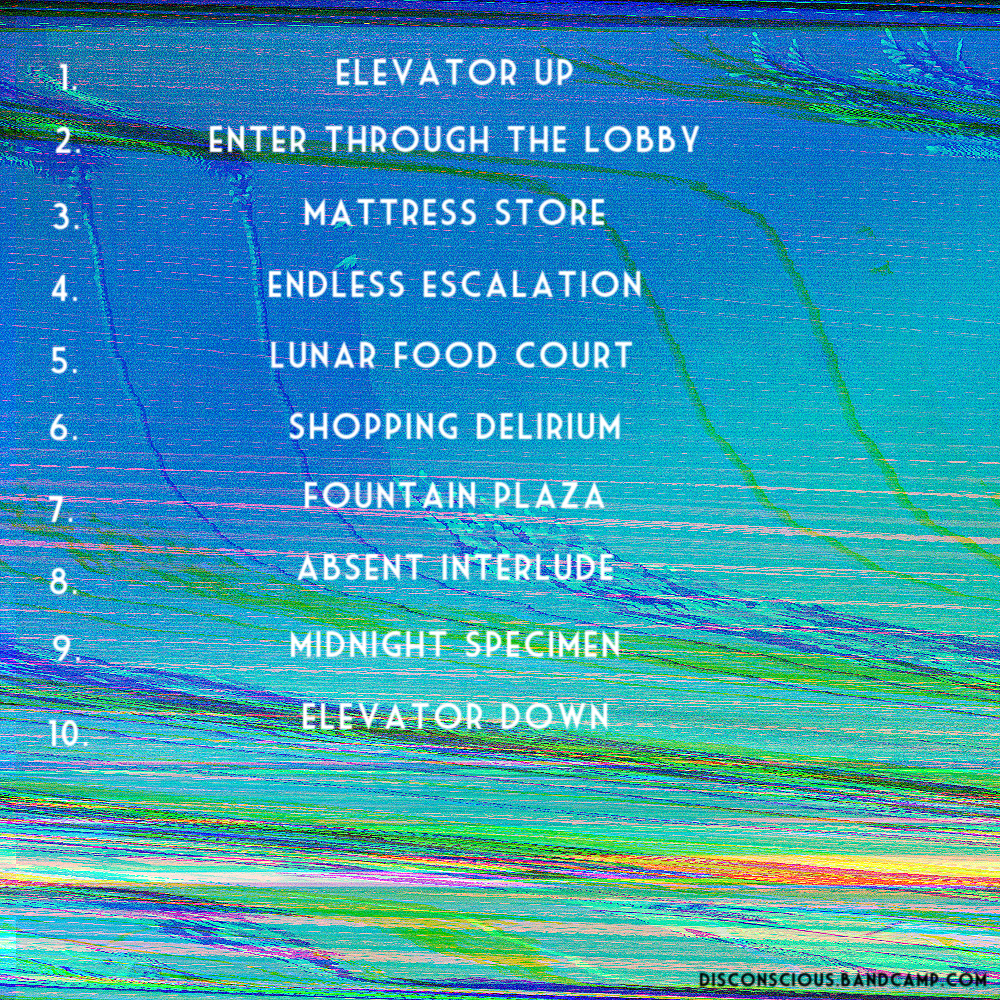 1. ELEVATOR UP
2. ENTER THROUGH THE LOBBY
3. MATTRESS STORE
4. ENDLESS ESCALATION
5. LUNAR FOOD COURT
6. SHOPPING DELIRIUM
7. FOUNTAIN PLAZA
8. ABSENT INTERLUDE
9. MIDNIGHT SPECIMEN
10. ELEVATOR DOWN
DISCONSCIOUS.BANDCAMP.COM